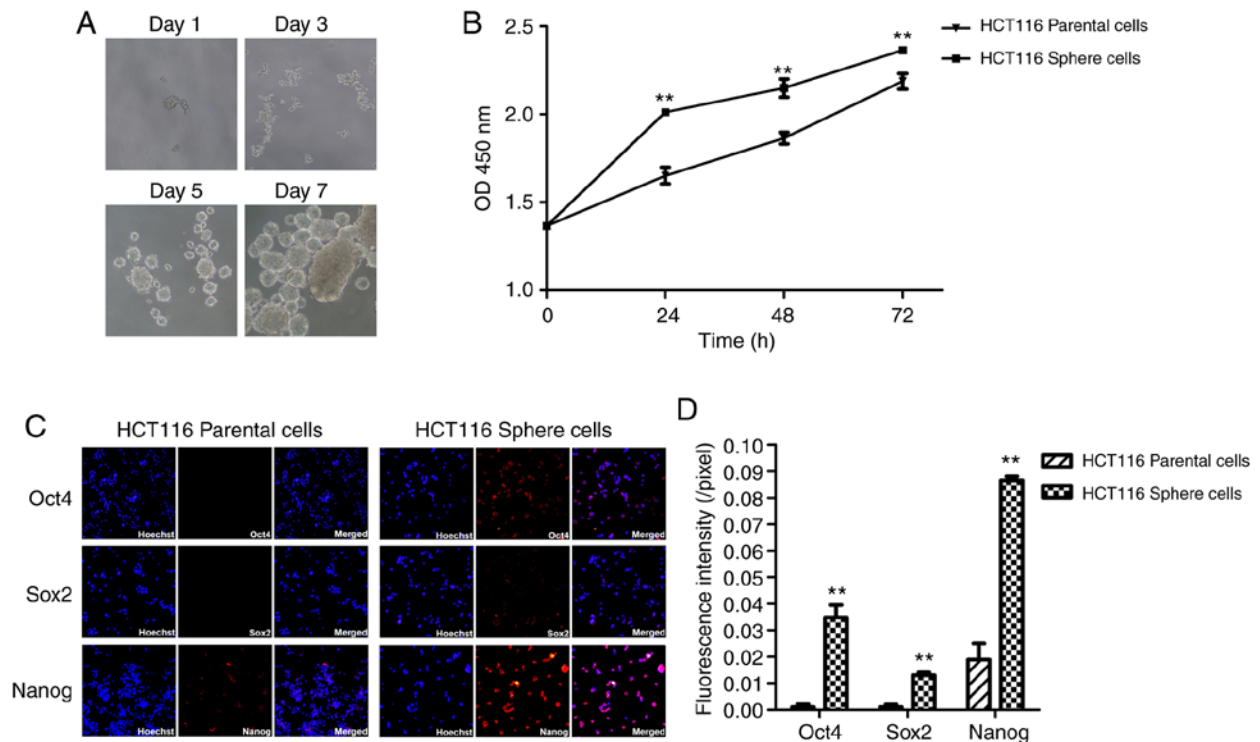 A
Day 1 Day 3
Day 5 Day 7
B
OD 450 nm
2.5
2.0
1.5
1.0
** ** **
0 24 48 72
Time (h)
HCT116 Parental cells
HCT116 Sphere cells
C
HCT116 Parental cells HCT116 Sphere cells
Oct4
Hoechst Oct4 Merged Hoechst Oct4 Merged
Sox2
Hoechst Sox2 Merged Hoechst Sox2 Merged
Nanog
Hoechst Nanog Merged Hoechst Nanog Merged
D
Fluorescence intensity (/pixel)
0.10
0.09
0.08
0.07
0.06
0.05
0.04
0.03
0.02
0.01
0.00
** ** **
Oct4 Sox2 Nanog
HCT116 Parental cells
HCT116 Sphere cells